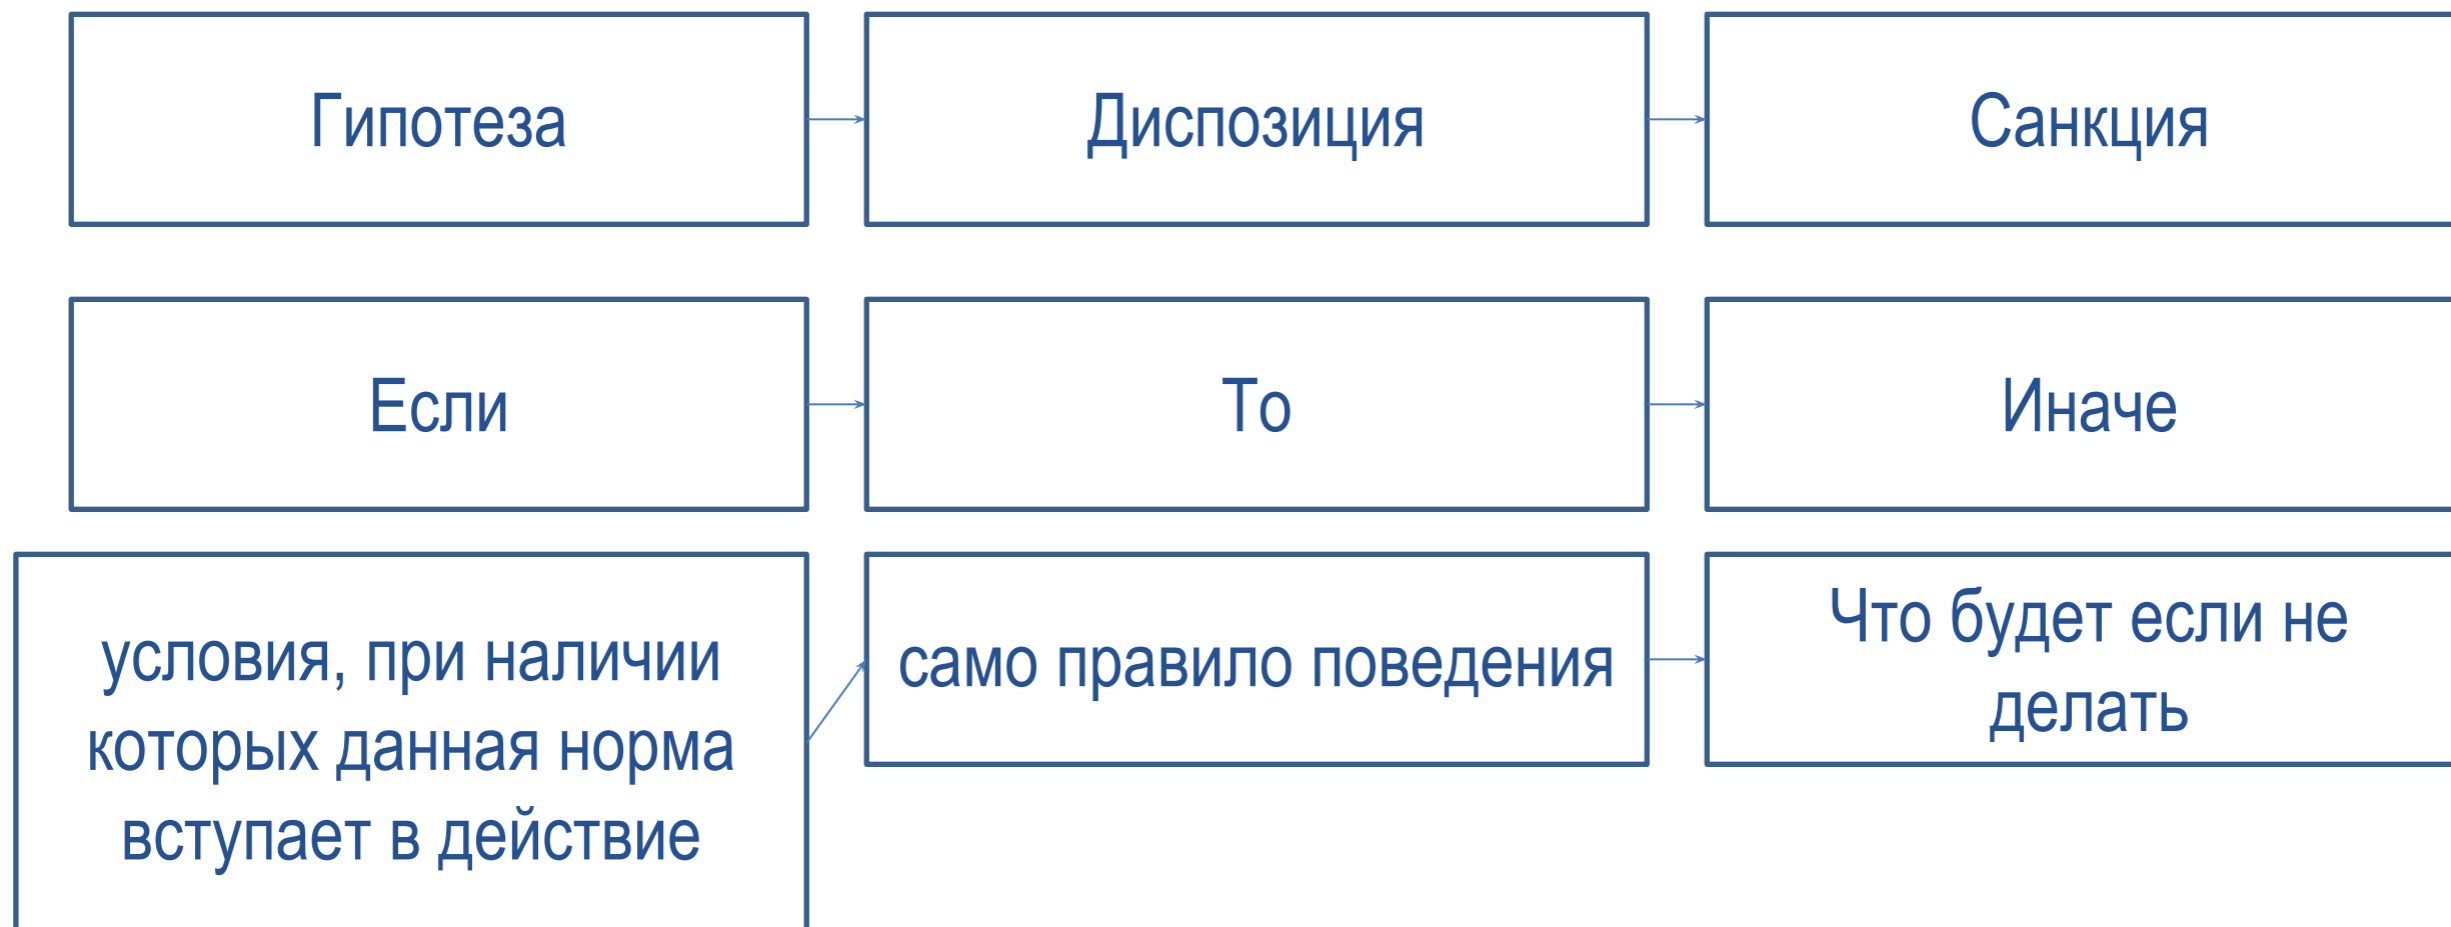 Гипотеза
Диспозиция
Санкция
Если
То
Иначе
условия, при наличии
которых данная норма
вступает в действие
само правило поведения
Что будет если не
делать